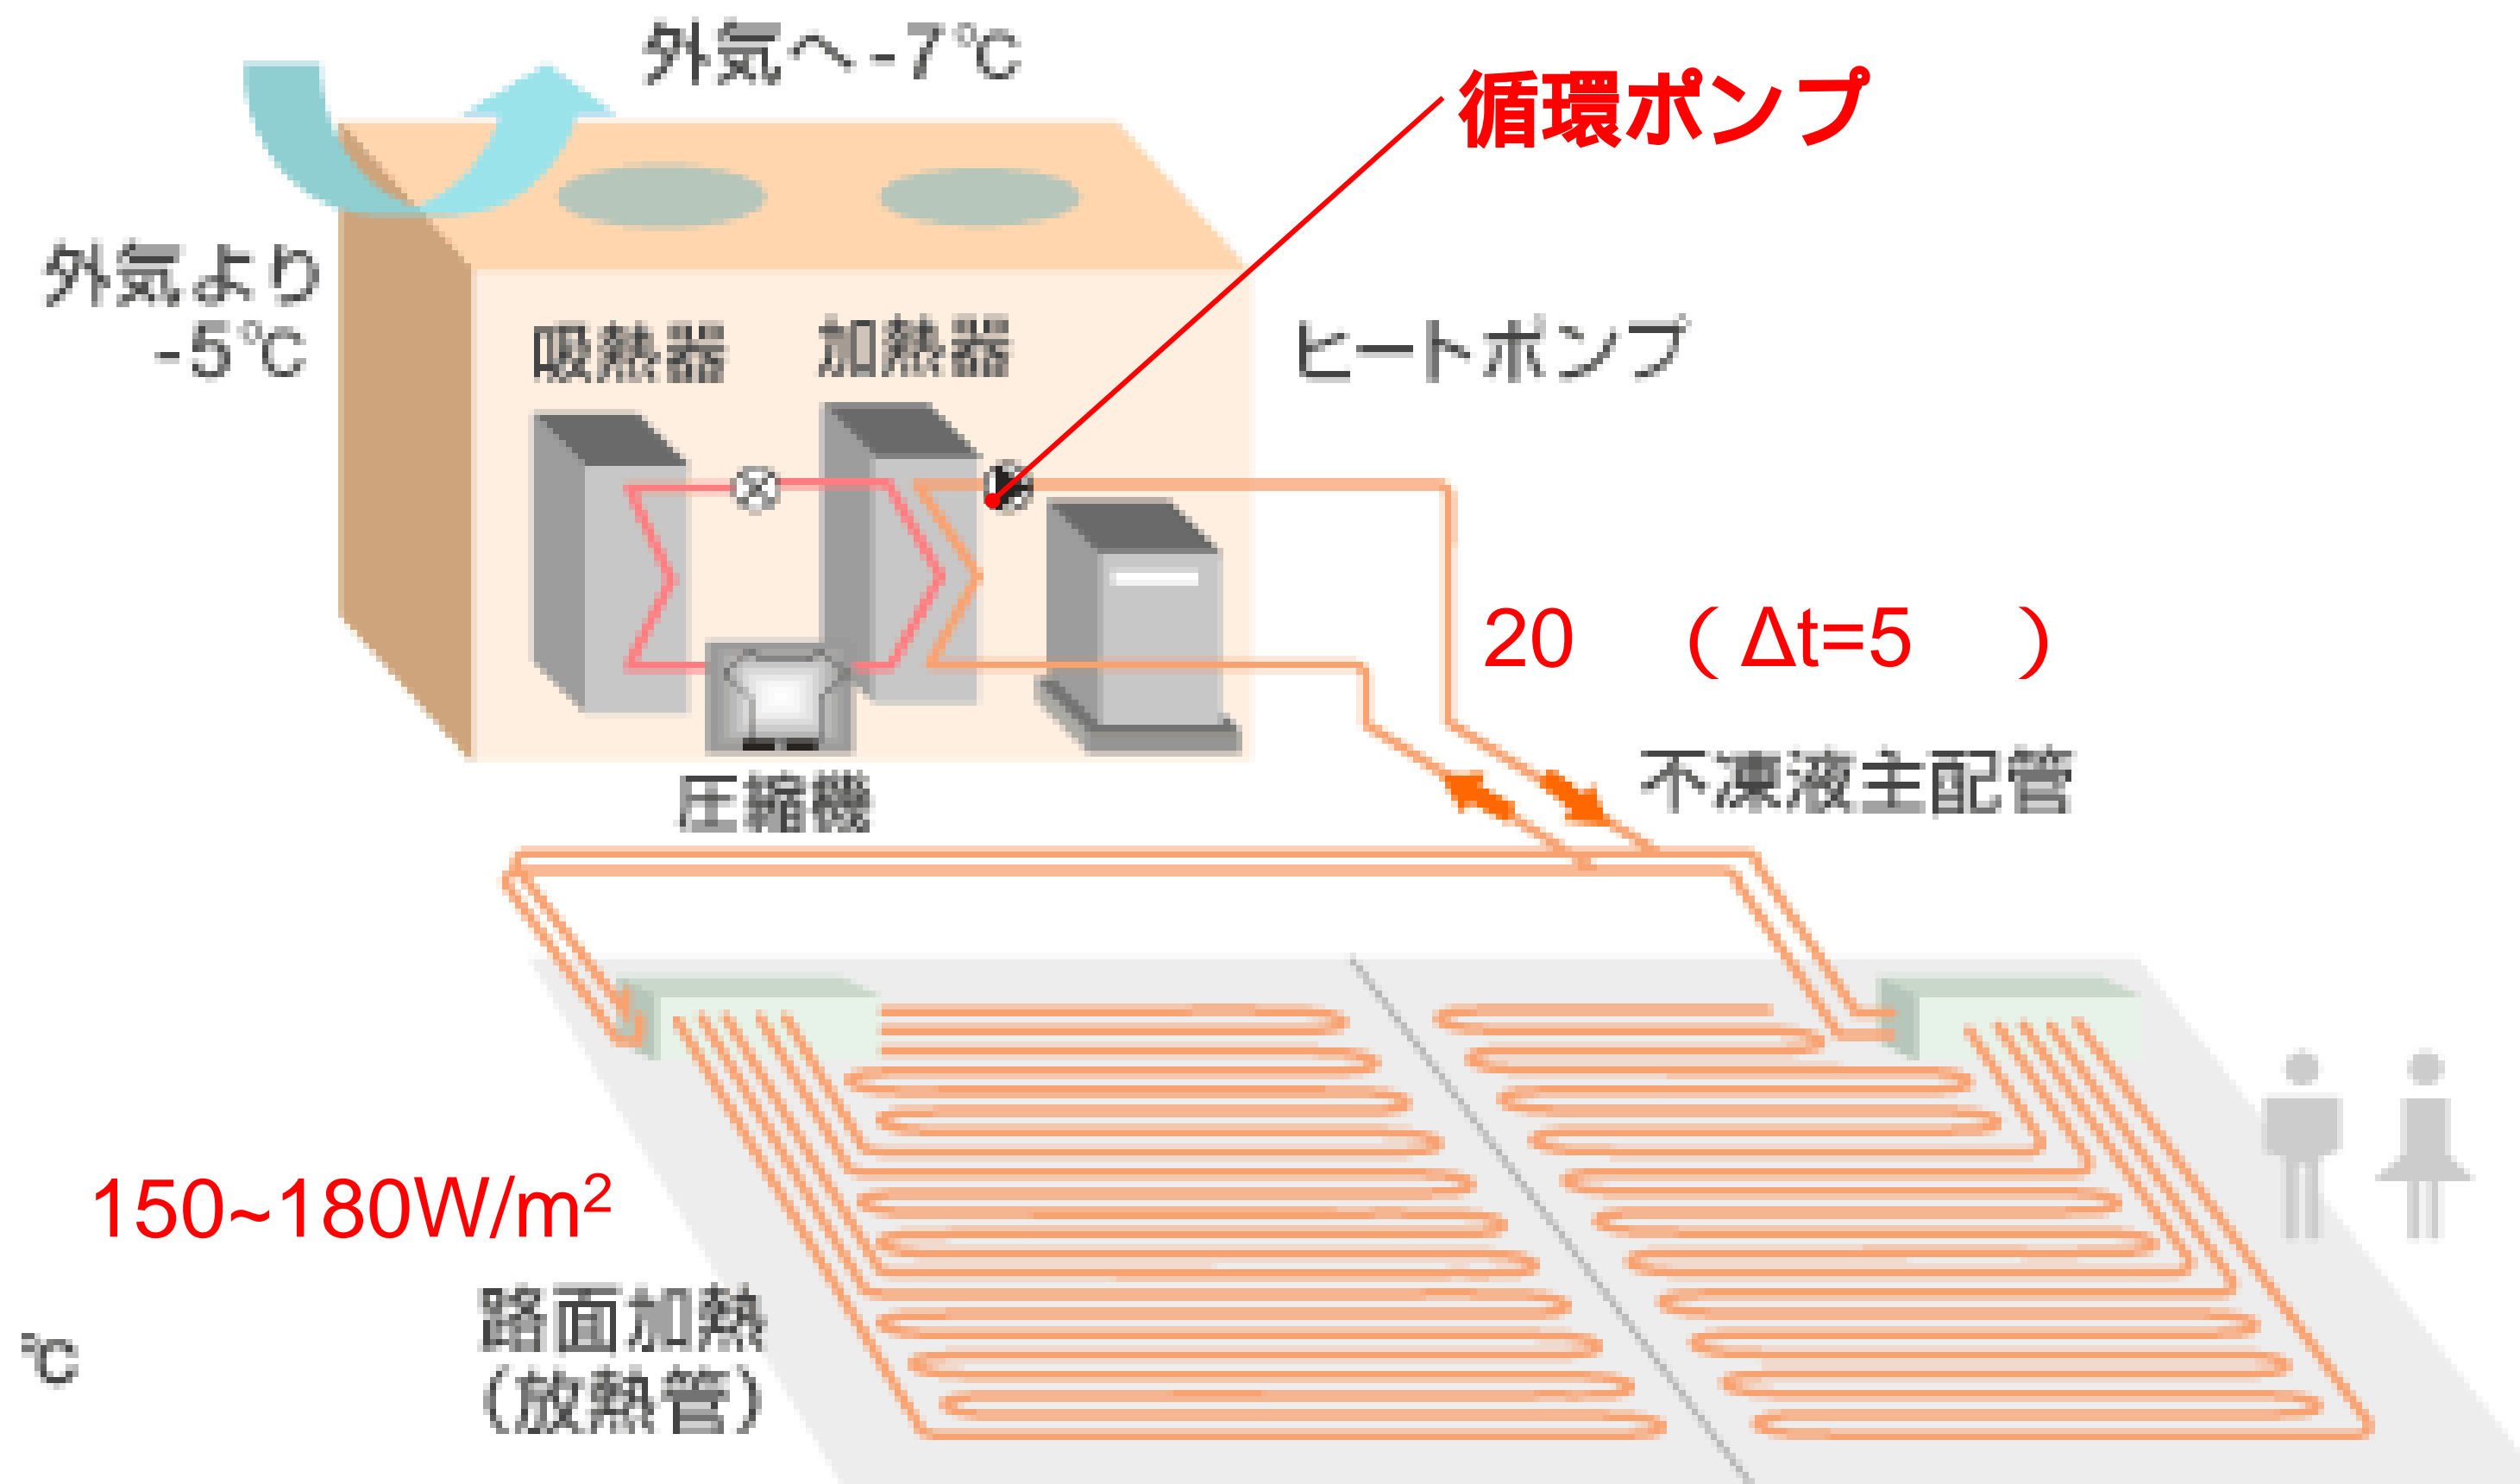 外気へ-7℃
循環ポンプ
外気より
-5℃
吸熱器
加熱器
ヒートポンプ
20 （Δt=5 ）
不凍液主配管
圧縮機
150~180W/m²
路面加熱
(放熱管)
℃